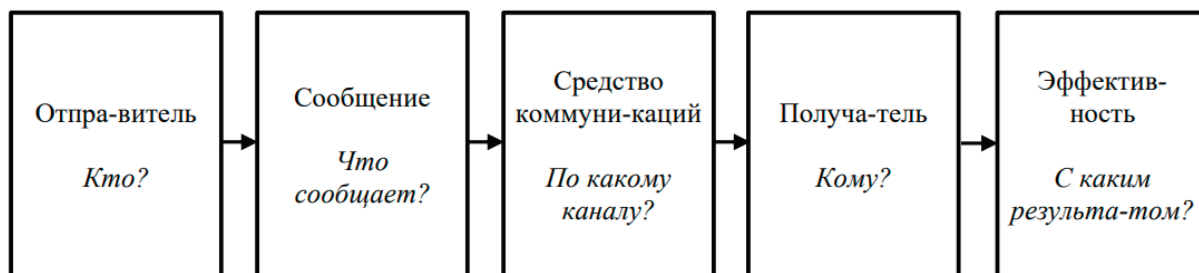 Отпра-витель
Кто?
Сообщение
Что
сообщает?
Средство
коммуни-каций
По какому
каналу?
Получа-тель
Кому?
Эффектив-
ность
С каким
результа-том?